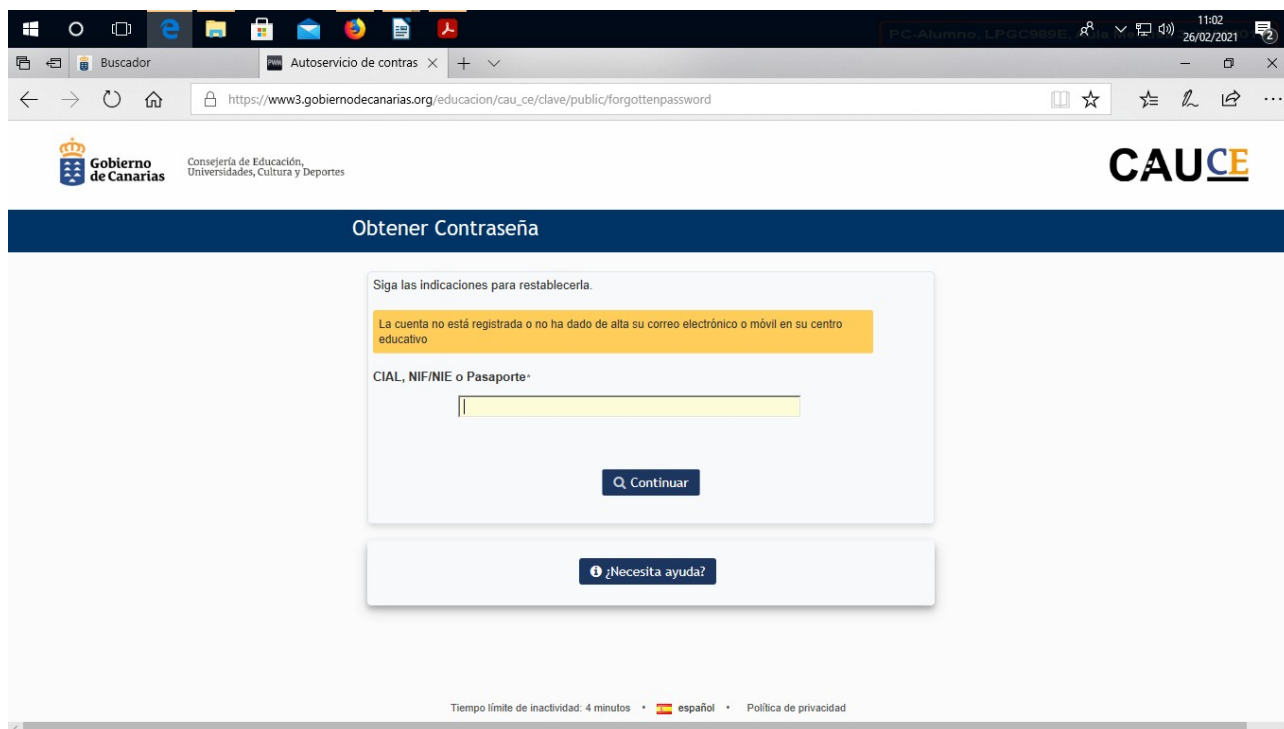 11:02
26/02/2021
Buscador
PWM Autoservicio de contras
https://www3.gobiernodecanarias.org/educacion/cau_ce/clave/public/forgottenpassword
Gobierno
de Canarias
Consejería de Educación,
Universidades, Cultura y Deportes
CAUCE
Obtener Contraseña
Siga las indicaciones para restablecerla.
La cuenta no está registrada o no ha dado de alta su correo electrónico o móvil en su centro
educativo
CIAL, NIF/NIE o Pasaporte*
Continuar
¿Necesita ayuda?
Tiempo límite de inactividad: 4 minutos • español • Política de privacidad